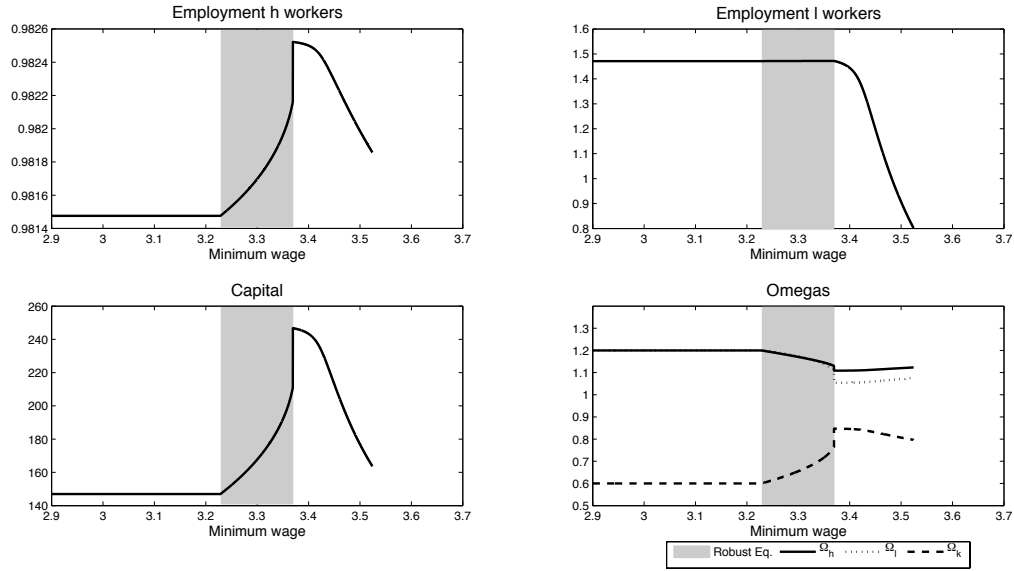 Employment h workers
0.9826
0.9824
0.9822
0.982
0.9818
0.9816
0.9814
2.9 3 3.1 3.2 3.3 3.4 3.5 3.6 3.7
Minimum wage
Employment l workers
1.6
1.5
1.4
1.3
1.2
1.1
1
0.9
0.8
2.9 3 3.1 3.2 3.3 3.4 3.5 3.6 3.7
Minimum wage
Capital
260
240
220
200
180
160
140
2.9 3 3.1 3.2 3.3 3.4 3.5 3.6 3.7
Minimum wage
Omegas
1.3
1.2
1.1
1
0.9
0.8
0.7
0.6
0.5
2.9 3 3.1 3.2 3.3 3.4 3.5 3.6 3.7
Minimum wage
Robust Eq. Ω_h Ω_l Ω_k